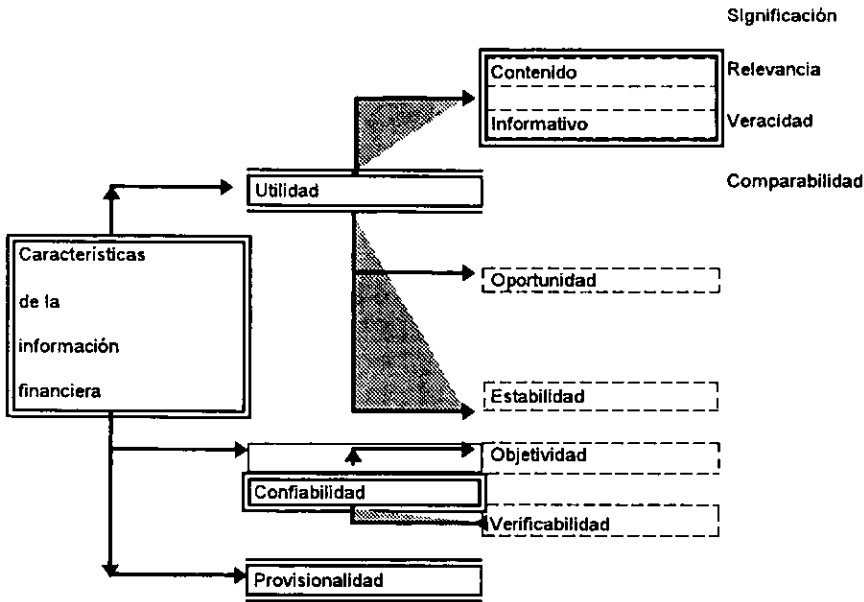 Significación
Contenido
Relevancia
Informativo
Veracidad
Utilidad
Comparabilidad
Características
de la
información
financiera
Oportunidad
Estabilidad
Objetividad
Confiabilidad
Verificabilidad
Provisionalidad